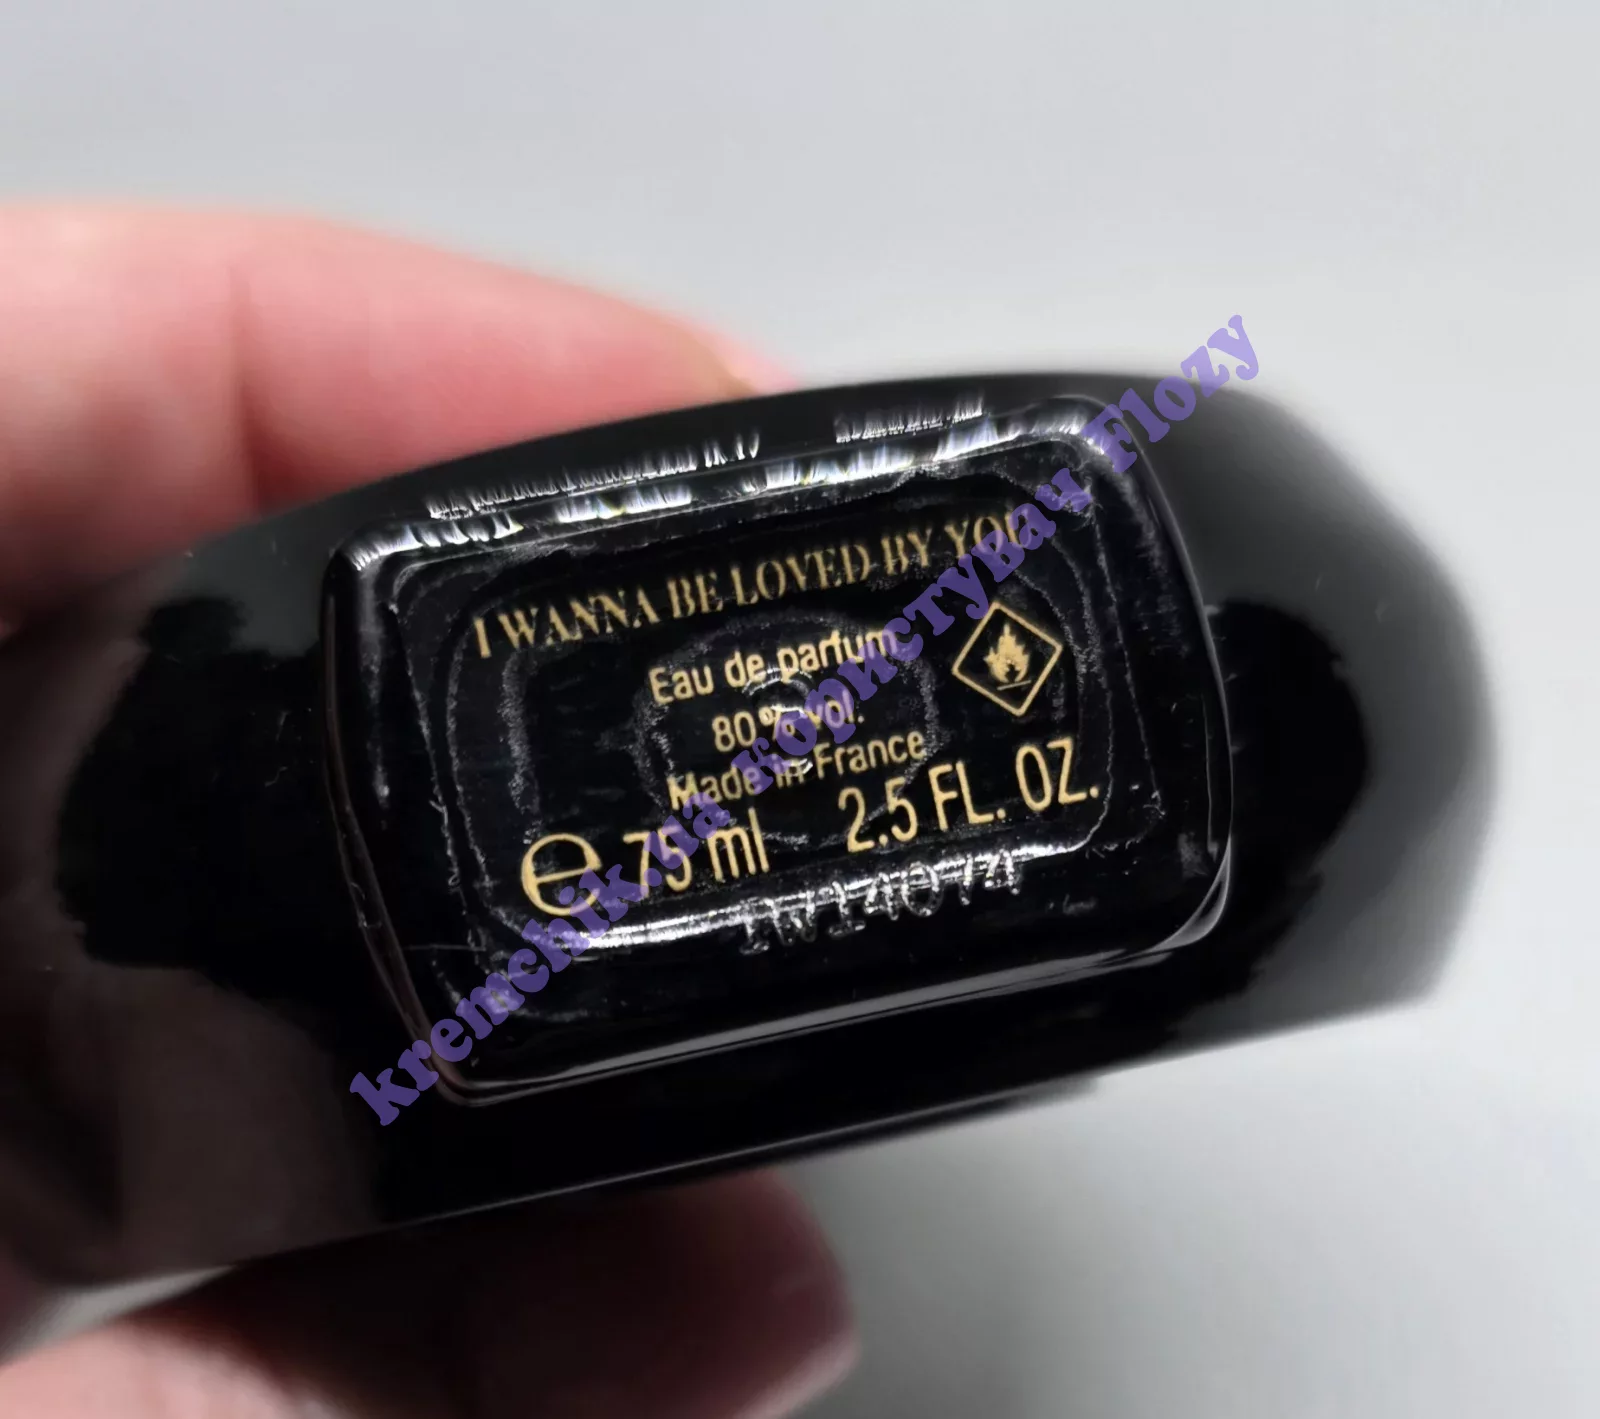 I WANNA BE LOVED BY YOU
Eau de parfum
80% vol.
Made in France
e 75 ml 2.5 FL. OZ.
kremchik.ua користувач Flozy